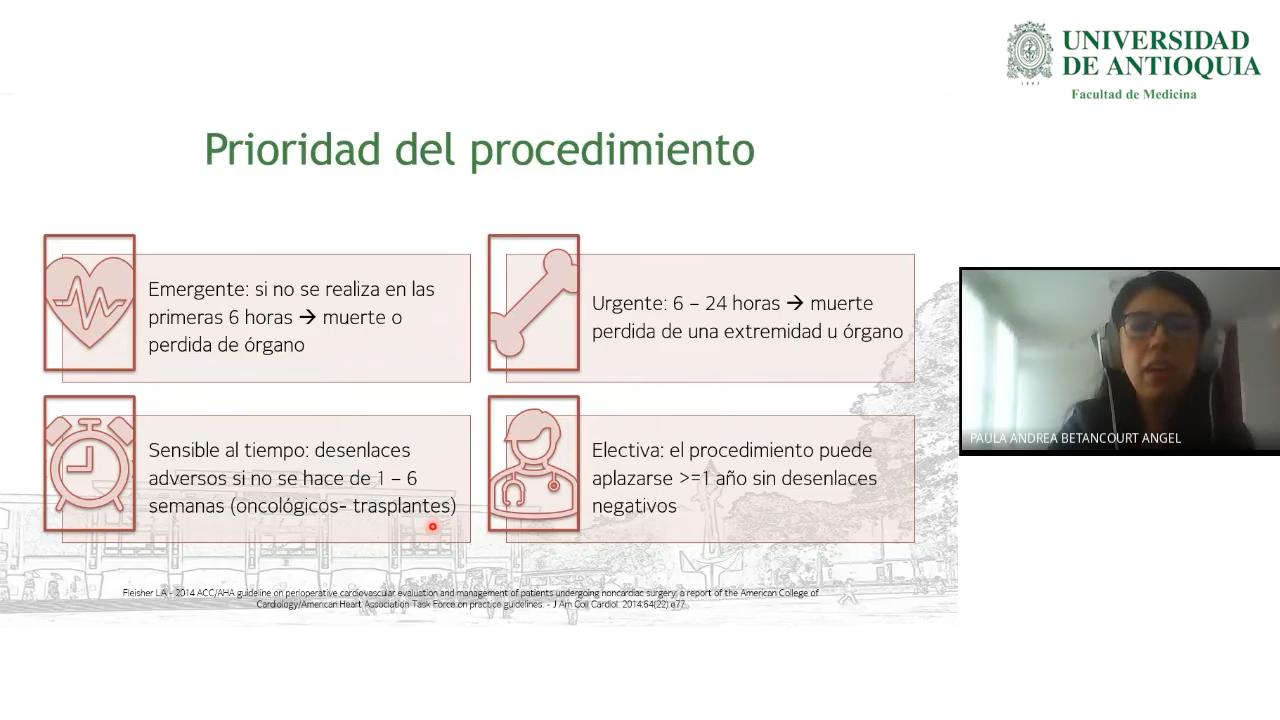 UNIVERSIDAD
DE ANTIOQUIA
1803
Facultad de Medicina
Prioridad del procedimiento
Emergente: si no se realiza en las
primeras 6 horas → muerte o
perdida de órgano
Urgente: 6 – 24 horas → muerte
perdida de una extremidad u órgano
Sensible al tiempo: desenlaces
adversos si no se hace de 1 – 6
semanas (oncológicos- trasplantes)
Electiva: el procedimiento puede
aplazarse >=1 año sin desenlaces
negativos
PAULA ANDREA BETANCOURT ANGEL
Fleisher LA - 2014 ACC/AHA guideline on perioperative cardiovascular evaluation and management of patients undergoing noncardiac surgery: a report of the American College of
Cardiology/American Heart Association Task Force on practice guidelines. - J Am Coll Cardiol. 2014;64(22):e77.